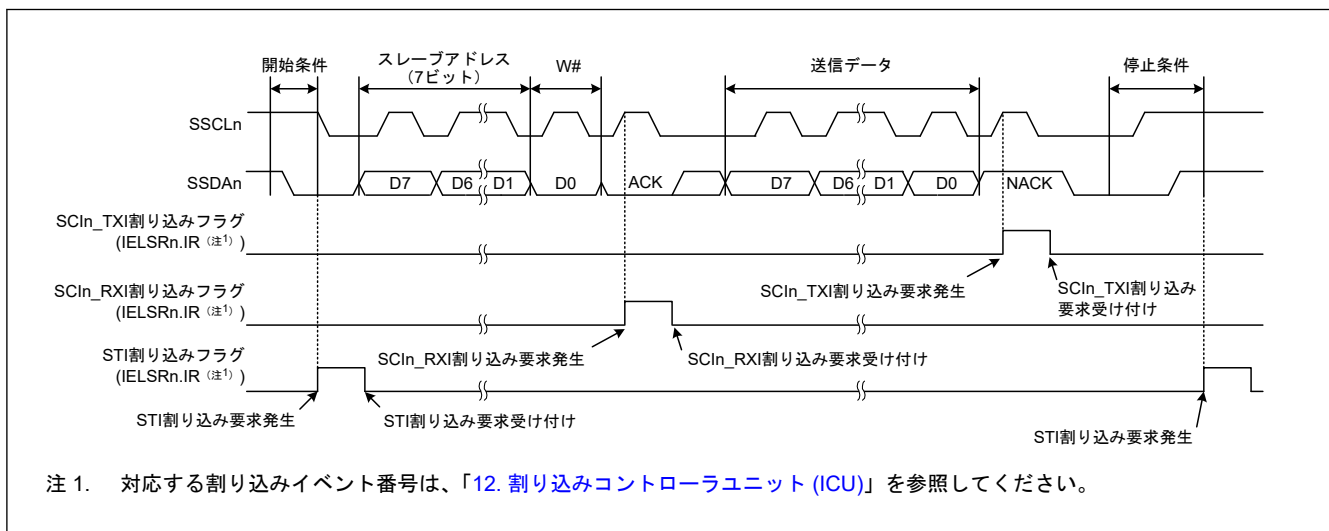 開始条件
スレーブアドレス
(7ビット)
W#
送信データ
停止条件
SSCLn
SSDAn
D7
D6
D1
D0
ACK
D7
D6
D1
D0
NACK
SCIn_TXI割り込みフラグ
(IELSRn.IR (注1) )
SCIn_TXI割り込み要求発生
SCIn_TXI割り込み
要求受け付け
SCIn_RXI割り込みフラグ
(IELSRn.IR (注1) )
SCIn_RXI割り込み要求発生
SCIn_RXI割り込み要求受け付け
STI割り込みフラグ
(IELSRn.IR (注1) )
STI割り込み要求発生
STI割り込み要求受け付け
STI割り込み要求発生
注 1. 対応する割り込みイベント番号は、「12. 割り込みコントローラユニット (ICU)」を参照してください。